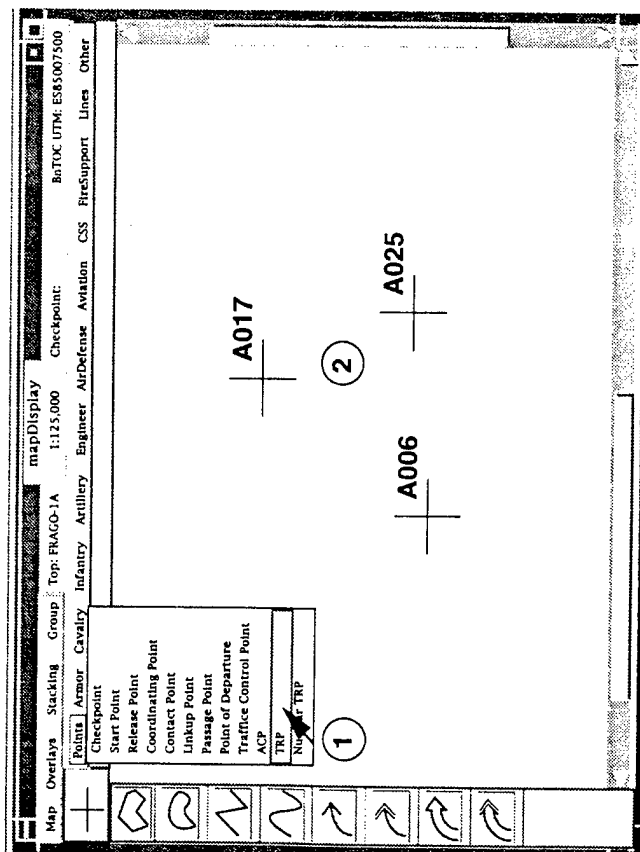 mapDisplay
Map Overlays Stacking Group Top: FRAGO-1A 1:125,000 Checkpoint: BnTOC UTM: ES85007500
Points Armor Cavalry Infantry Artillery Engineer AirDefense Aviation CSS FireSupport Lines Other
Checkpoint
Start Point
Release Point
Coordinating Point
Contact Point
Linkup Point
Passage Point
Point of Departure
Traffice Control Point
ACP
TRP
TRP
1
A017
2
A006
A025